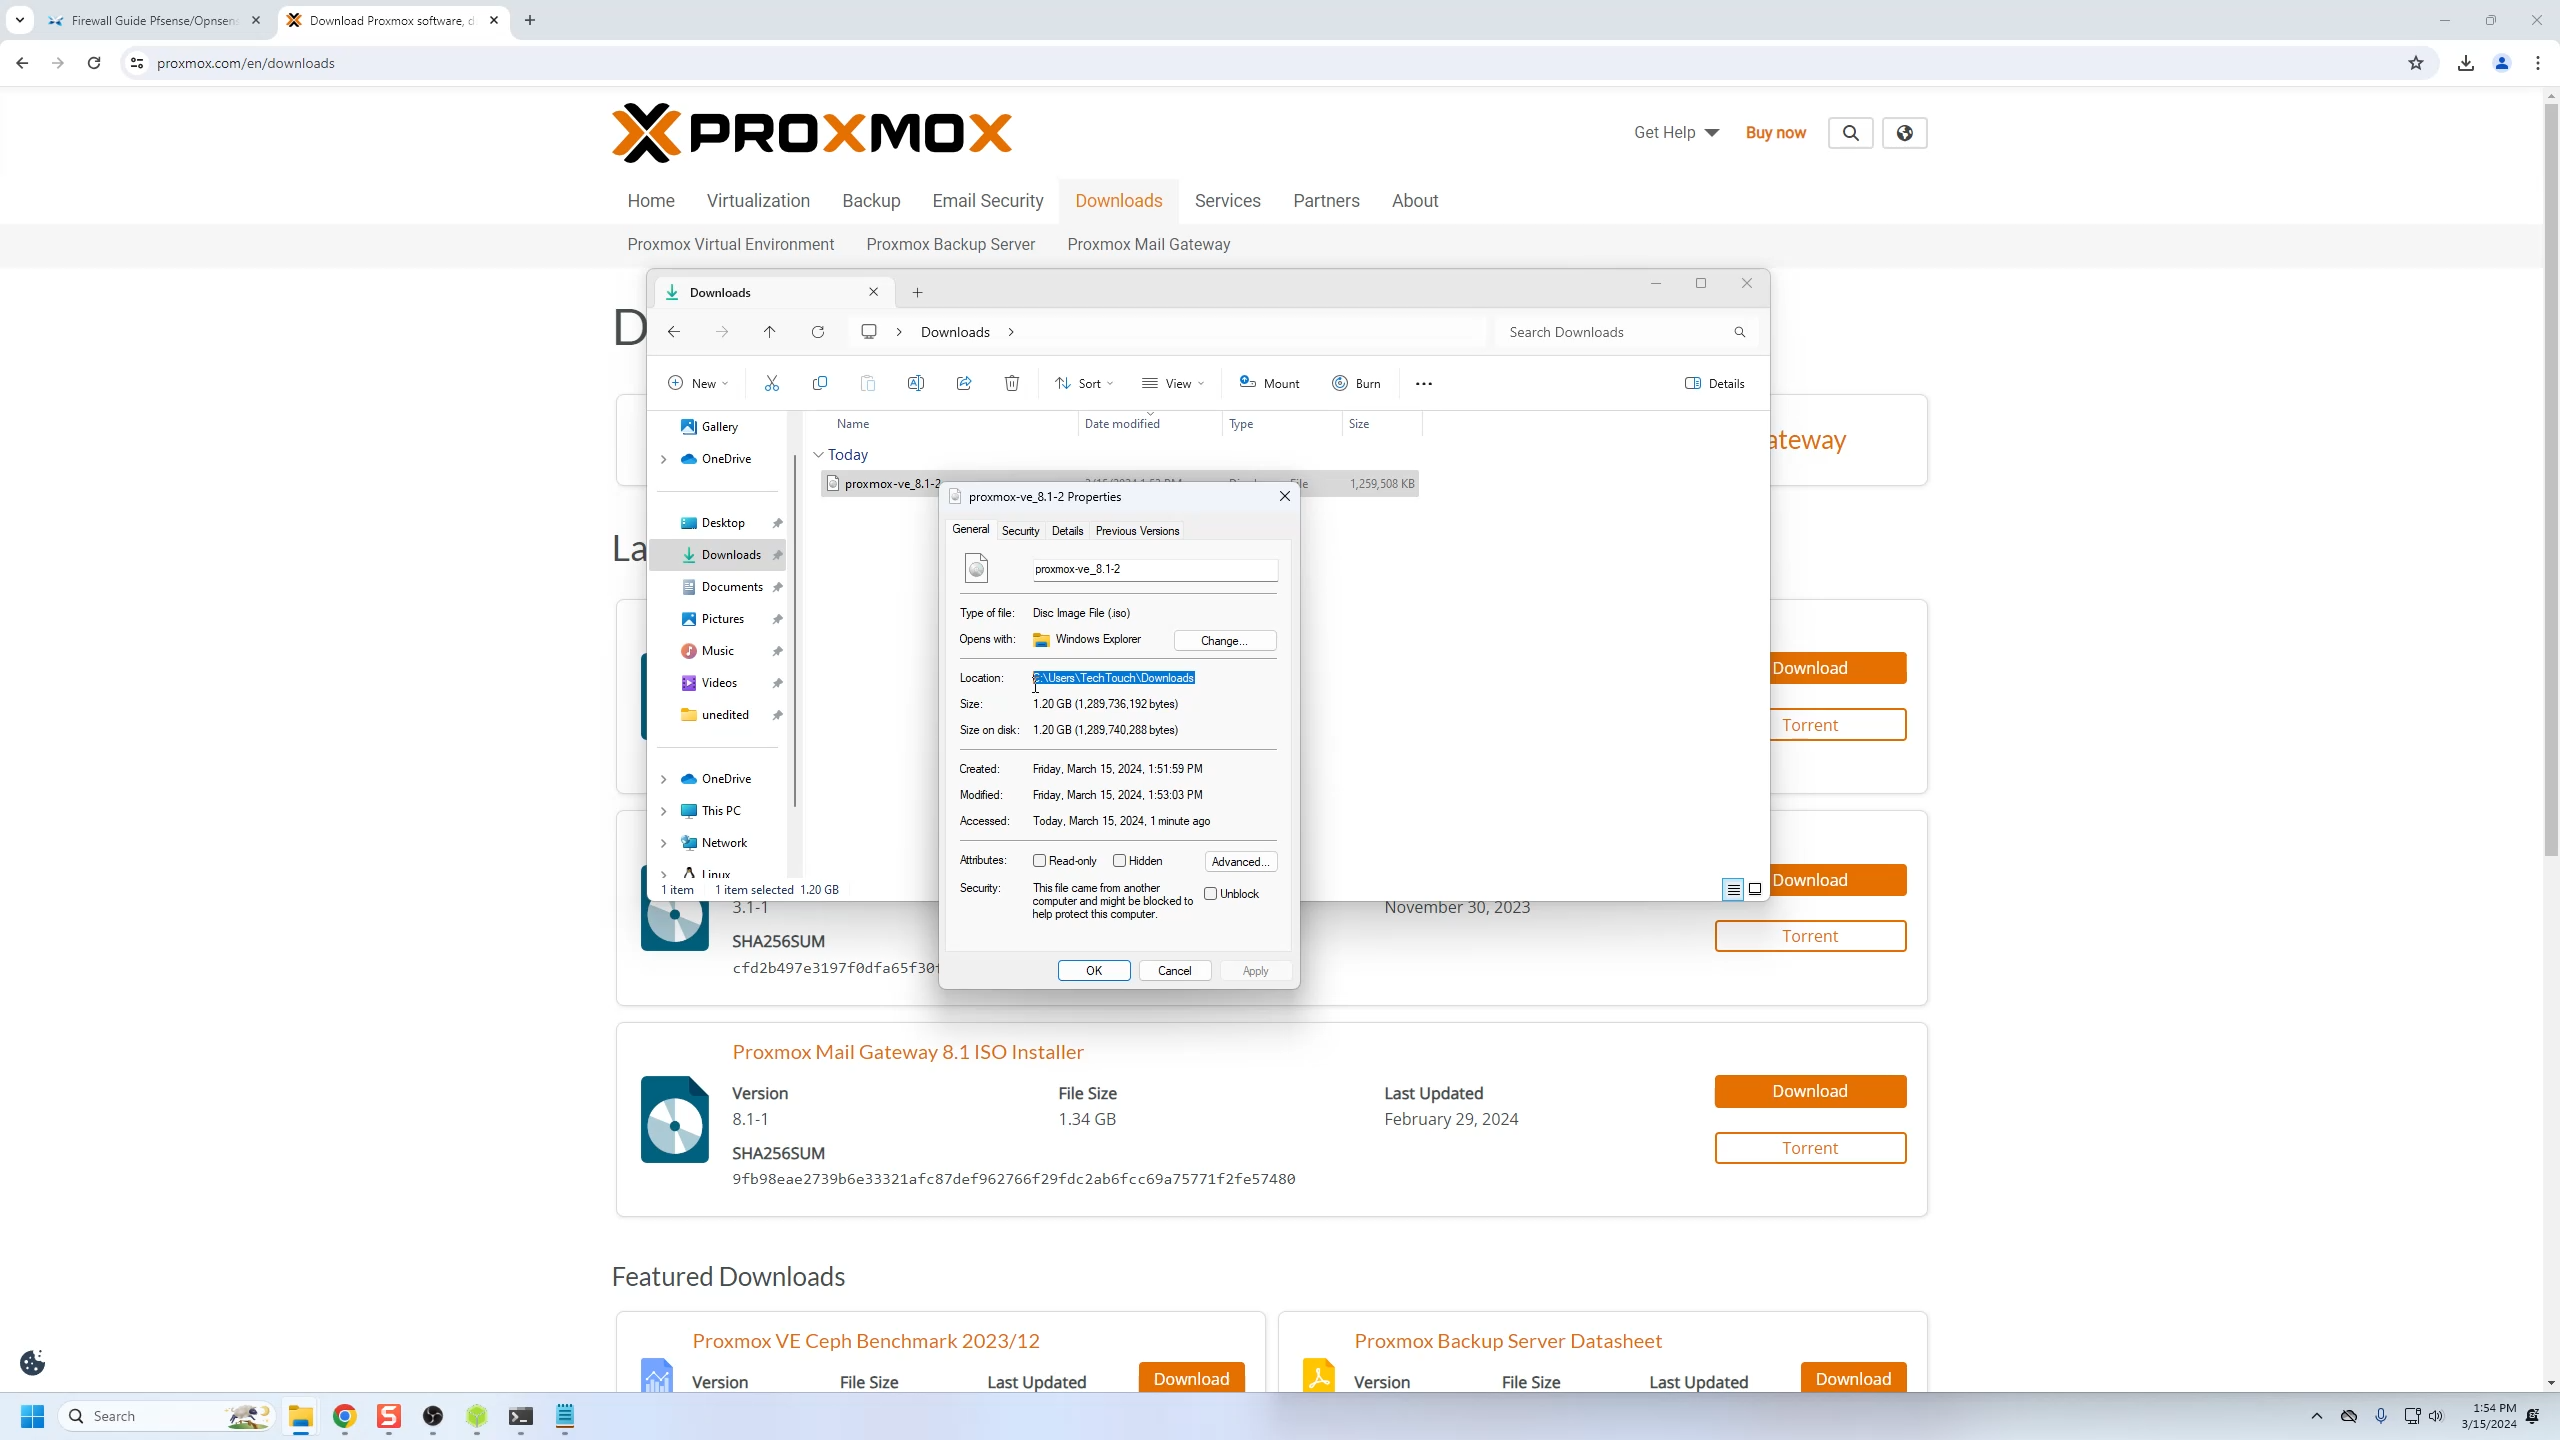 Firewall Guide Pfsense/Opnsens
Download Proxmox software, d
proxmox.com/en/downloads
PROXMOX
Get Help
Buy now
Home
Virtualization
Backup
Email Security
Downloads
Services
Partners
About
Proxmox Virtual Environment
Proxmox Backup Server
Proxmox Mail Gateway
D
Downloads
Downloads
Search Downloads
New
Sort
View
Mount
Burn
Details
Gallery
OneDrive
Name
Date modified
Type
Size
ateway
Today
proxmox-ve_8.1-2
1,259,508 KB
Desktop
Downloads
Documents
Pictures
Music
Videos
unedited
OneDrive
This PC
Network
Linux
La
1 item
1 item selected 1.20 GB
proxmox-ve_8.1-2 Properties
General
Security
Details
Previous Versions
proxmox-ve_8.1-2
Type of file: Disc Image File (.iso)
Opens with: Windows Explorer
Change...
Location: C:\Users\TechTouch\Downloads
Size: 1.20 GB (1,289,736,192 bytes)
Size on disk: 1.20 GB (1,289,740,288 bytes)
Created: Friday, March 15, 2024, 1:51:59 PM
Modified: Friday, March 15, 2024, 1:53:03 PM
Accessed: Today, March 15, 2024, 1 minute ago
Attributes: Read-only Hidden
Advanced...
Security: This file came from another
computer and might be blocked to
help protect this computer.
Unblock
OK
Cancel
Apply
Download
Torrent
Download
Torrent
3.1-1
November 30, 2023
SHA256SUM
cfd2b497e3197f0dfa65f30f
Proxmox Mail Gateway 8.1 ISO Installer
Version
File Size
Last Updated
8.1-1
1.34 GB
February 29, 2024
SHA256SUM
9fb98eae2739b6e33321afc87def962766f29fdc2ab6fcc69a75771f2fe57480
Download
Torrent
Featured Downloads
Proxmox VE Ceph Benchmark 2023/12
Version
File Size
Last Updated
Download
Proxmox Backup Server Datasheet
Version
File Size
Last Updated
Download
Search
1:54 PM
3/15/2024